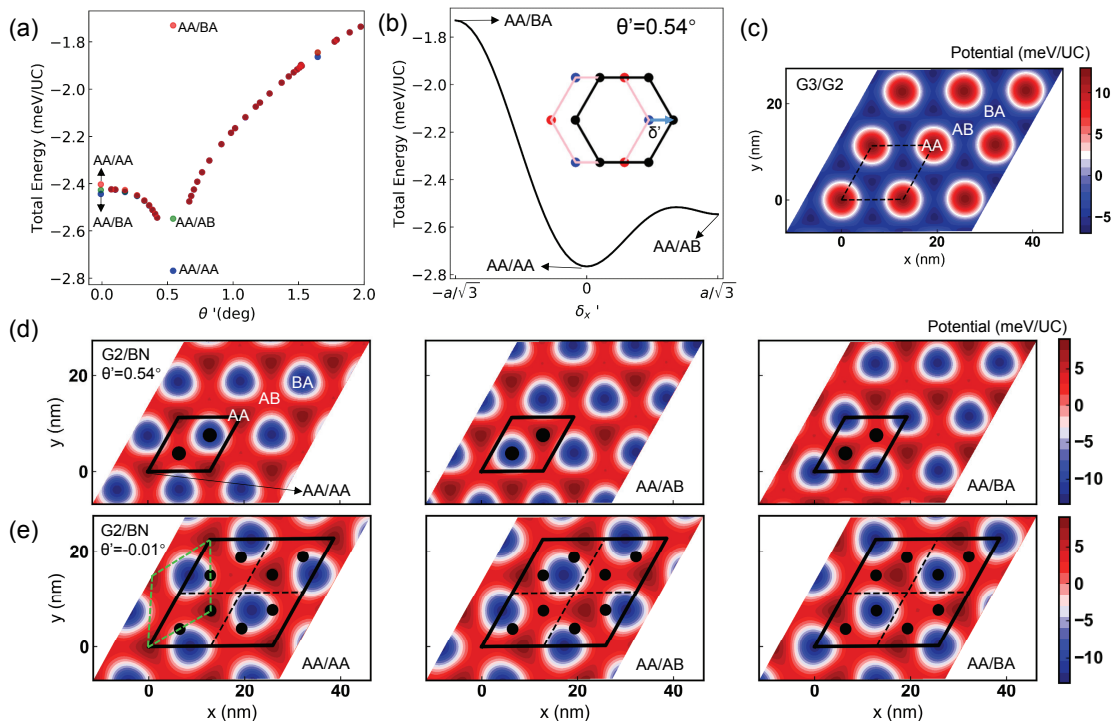 (a)
Total Energy (meV/UC)
−1.8
−2.0
−2.2
−2.4
−2.6
−2.8
0.0
0.5
1.0
1.5
2.0
θ '(deg)
AA/BA
AA/AA
AA/BA
AA/AB
AA/AA
(b)
Total Energy (meV/UC)
−1.8
−2.0
−2.2
−2.4
−2.6
−2.8
−a/√3
0
a/√3
δx '
AA/BA
θ'=0.54°
δ'
AA/AA
AA/AB
(c)
Potential (meV/UC)
G3/G2
BA
AB
AA
y (nm)
20
0
0
20
40
x (nm)
10
5
0
−5
(d)
G2/BN
θ'=0.54°
BA
AB
AA
AA/AA
y (nm)
20
0
AA/AB
AA/BA
Potential (meV/UC)
5
0
−5
−10
(e)
G2/BN
θ'=-0.01°
AA/AA
y (nm)
20
0
0
20
40
x (nm)
AA/AB
0
20
40
x (nm)
AA/BA
0
20
40
x (nm)
5
0
−5
−10